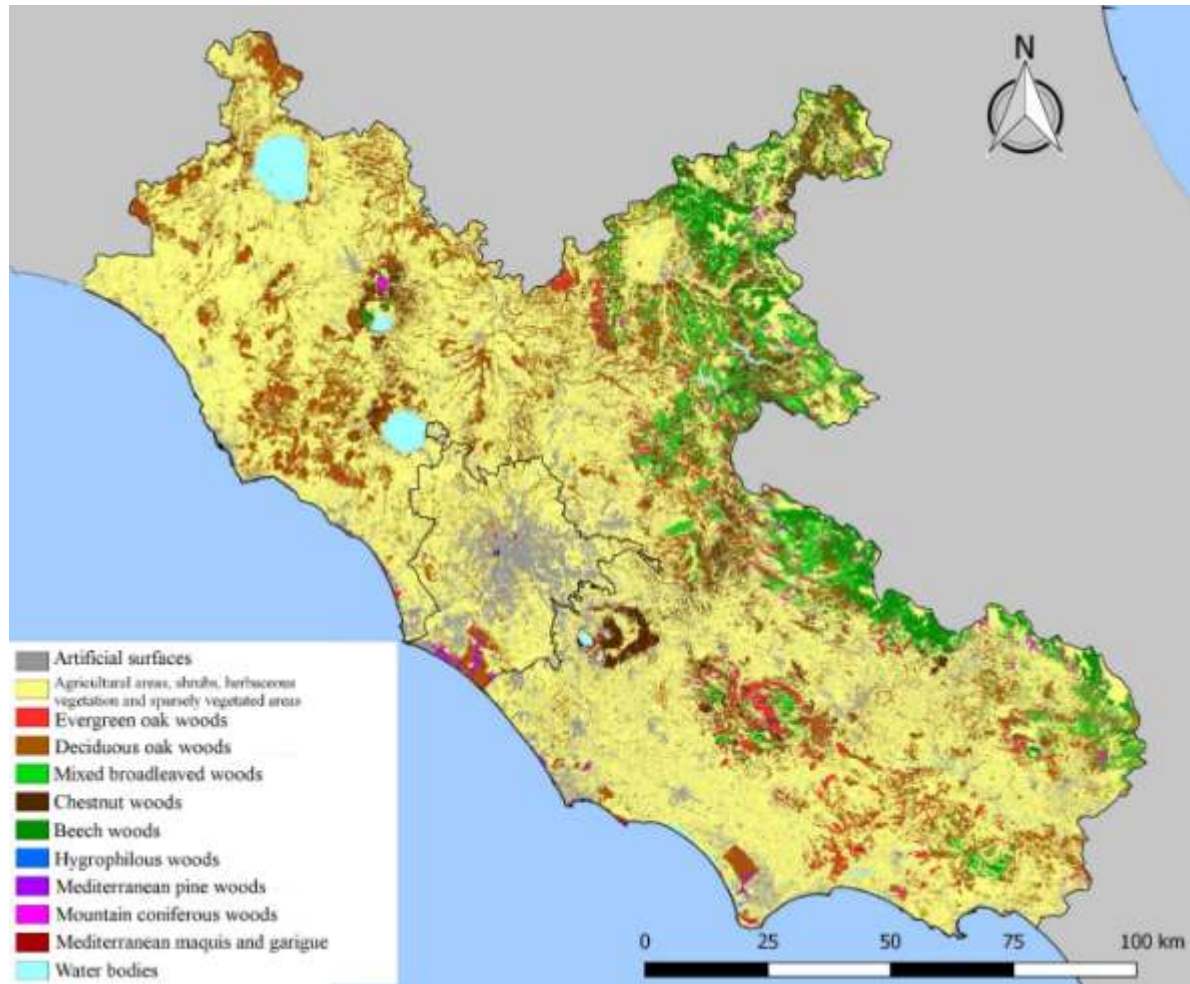 N
Artificial surfaces
Agricultural areas, shrubs, herbaceous
vegetation and sparsely vegetated areas
Evergreen oak woods
Deciduous oak woods
Mixed broadleaved woods
Chestnut woods
Beech woods
Hygrophilous woods
Mediterranean pine woods
Mountain coniferous woods
Mediterranean maquis and garigue
Water bodies
0 25 50 75 100 km